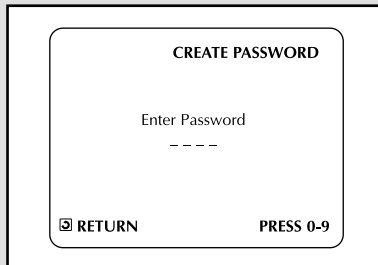 CREATE PASSWORD
Enter Password
_ _ _ _
RETURN PRESS 0-9